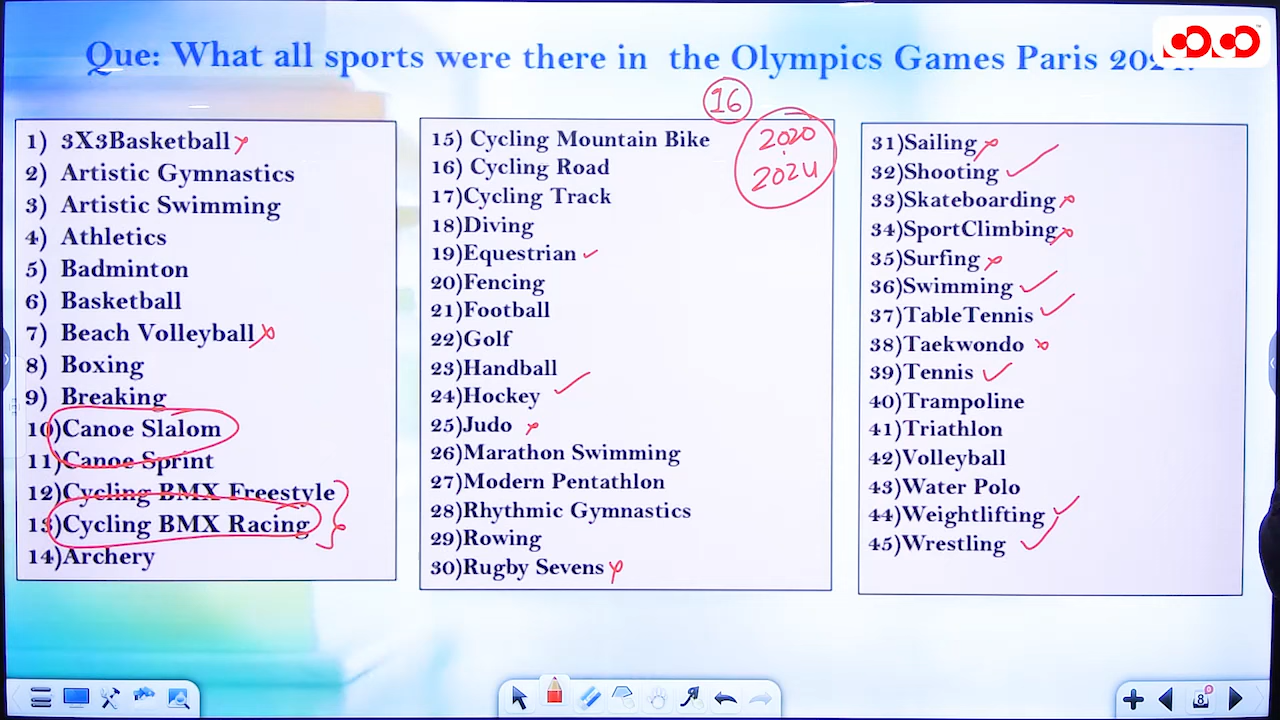 Que: What all sports were there in the Olympics Games Paris
16
2020
2024
1) 3X3Basketball
2) Artistic Gymnastics
3) Artistic Swimming
4) Athletics
5) Badminton
6) Basketball
7) Beach Volleyball
8) Boxing
9) Breaking
10)Canoe Slalom
11)Canoe Sprint
12)Cycling BMX Freestyle
13)Cycling BMX Racing
14)Archery
15) Cycling Mountain Bike
16) Cycling Road
17)Cycling Track
18)Diving
19)Equestrian
20)Fencing
21)Football
22)Golf
23)Handball
24)Hockey
25)Judo
26)Marathon Swimming
27)Modern Pentathlon
28)Rhythmic Gymnastics
29)Rowing
30)Rugby Sevens
31)Sailing
32)Shooting
33)Skateboarding
34)SportClimbing
35)Surfing
36)Swimming
37)TableTennis
38)Taekwondo
39)Tennis
40)Trampoline
41)Triathlon
42)Volleyball
43)Water Polo
44)Weightlifting
45)Wrestling
8